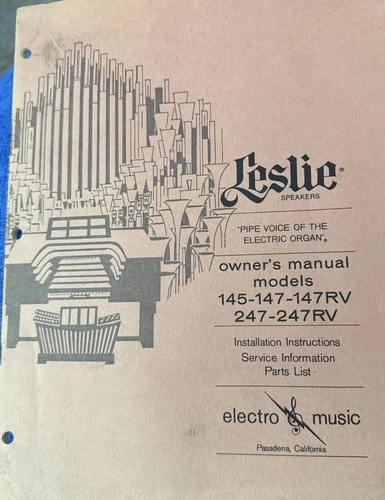 Leslie®
SPEAKERS
"PIPE VOICE OF THE
ELECTRIC ORGAN"®
owner's manual
models
145-147-147RV
247-247RV
Installation Instructions
Service Information
Parts List
electro music
Pasadena, California